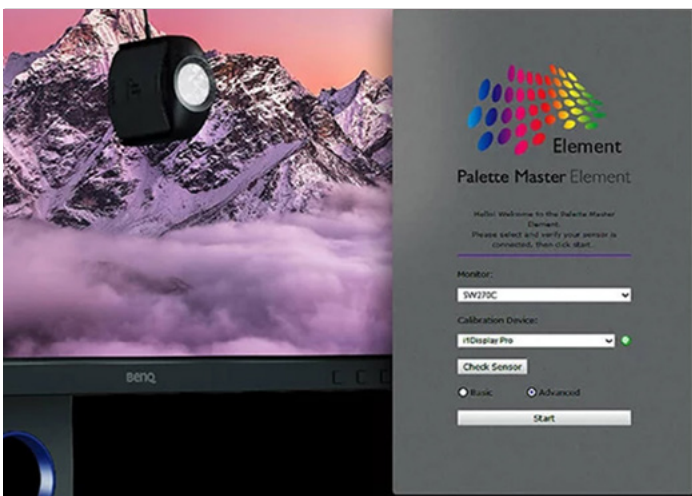 Element
Palette Master Element
Hello! Welcome to the Palette Master
Element.
Please select and verify your sensor is
connected, then click start.
Monitor:
SW270C
Calibration Device:
i1Display Pro
Check Sensor
Basic
Advanced
Start
BenQ